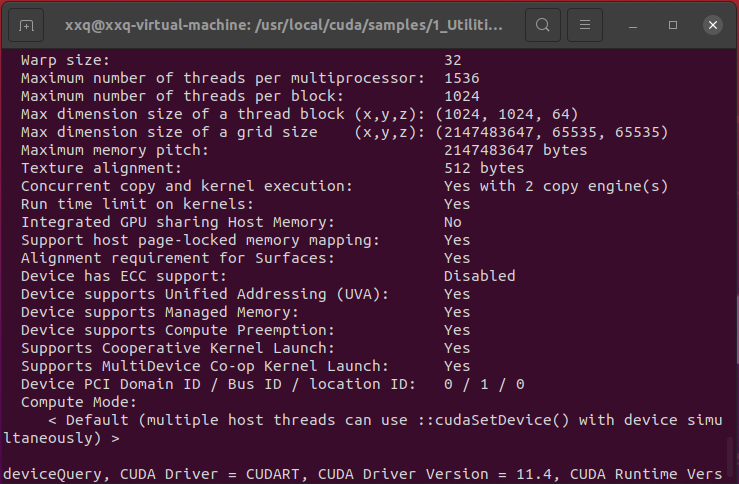 xxq@xxq-virtual-machine: /usr/local/cuda/samples/1_Utiliti...
Warp size: 32
Maximum number of threads per multiprocessor: 1536
Maximum number of threads per block: 1024
Max dimension size of a thread block (x,y,z): (1024, 1024, 64)
Max dimension size of a grid size    (x,y,z): (2147483647, 65535, 65535)
Maximum memory pitch: 2147483647 bytes
Texture alignment: 512 bytes
Concurrent copy and kernel execution: Yes with 2 copy engine(s)
Run time limit on kernels: Yes
Integrated GPU sharing Host Memory: No
Support host page-locked memory mapping: Yes
Alignment requirement for Surfaces: Yes
Device has ECC support: Disabled
Device supports Unified Addressing (UVA): Yes
Device supports Managed Memory: Yes
Device supports Compute Preemption: Yes
Supports Cooperative Kernel Launch: Yes
Supports MultiDevice Co-op Kernel Launch: Yes
Device PCI Domain ID / Bus ID / location ID: 0 / 1 / 0
Compute Mode:
< Default (multiple host threads can use ::cudaSetDevice() with device simu
ltaneously) >
deviceQuery, CUDA Driver = CUDART, CUDA Driver Version = 11.4, CUDA Runtime Vers